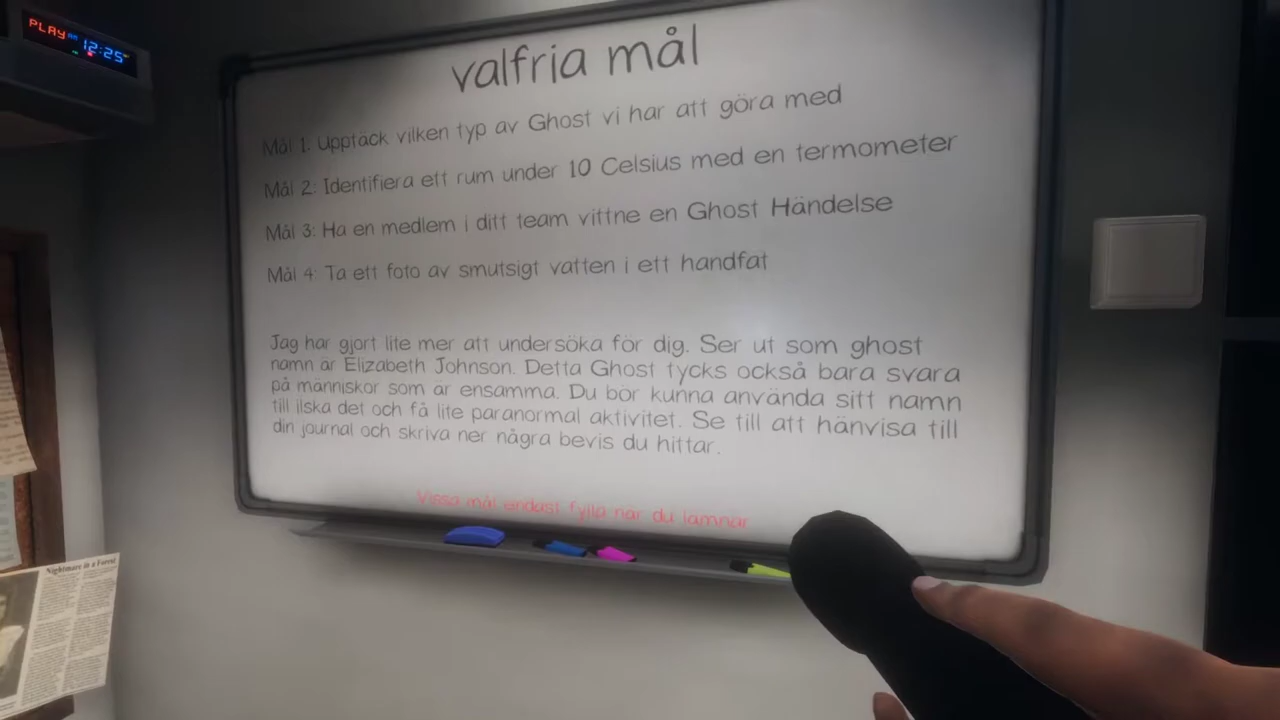 PLAY
12:25
valfria mål
Mål 1: Upptäck vilken typ av Ghost vi har att göra med
Mål 2: Identifiera ett rum under 10 Celsius med en termometer
Mål 3: Ha en medlem i ditt team vittne en Ghost Händelse
Mål 4: Ta ett foto av smutsigt vatten i ett handfat
Jag har gjort lite mer att undersöka för dig. Ser ut som ghost
namn är Elizabeth Johnson. Detta Ghost tycks också bara svara
på människor som är ensamma. Du bör kunna använda sitt namn
till ilska det och få lite paranormal aktivitet. Se till att hänvisa till
din journal och skriva ner några bevis du hittar.
Vissa mål endast fylla när du lämnar
Nightmare in a Forest